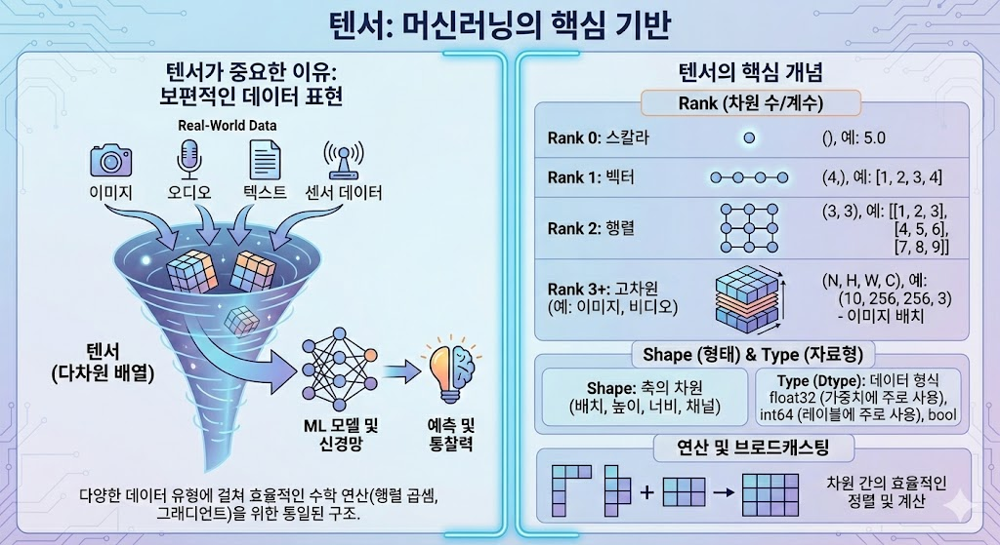 텐서: 머신러닝의 핵심 기반
텐서가 중요한 이유:
보편적인 데이터 표현
Real-World Data
이미지
오디오
텍스트
센서 데이터
텐서
(다차원 배열)
ML 모델 및
신경망
예측 및
통찰력
다양한 데이터 유형에 걸쳐 효율적인 수학 연산(행렬 곱셈,
그래디언트)을 위한 통일된 구조.
텐서의 핵심 개념
Rank (차원 수/계수)
Rank 0: 스칼라
(), 예: 5.0
Rank 1: 벡터
(4,), 예: [1, 2, 3, 4]
Rank 2: 행렬
(3, 3), 예: [[1, 2, 3],
[4, 5, 6],
[7, 8, 9]]
Rank 3+: 고차원
(예: 이미지, 비디오)
(N, H, W, C), 예:
(10, 256, 256, 3)
- 이미지 배치
Shape (형태) & Type (자료형)
Shape: 축의 차원
(배치, 높이, 너비, 채널)
Type (Dtype): 데이터 형식
float32 (가중치에 주로 사용),
int64 (레이블에 주로 사용), bool
연산 및 브로드캐스팅
차원 간의 효율적인
정렬 및 계산